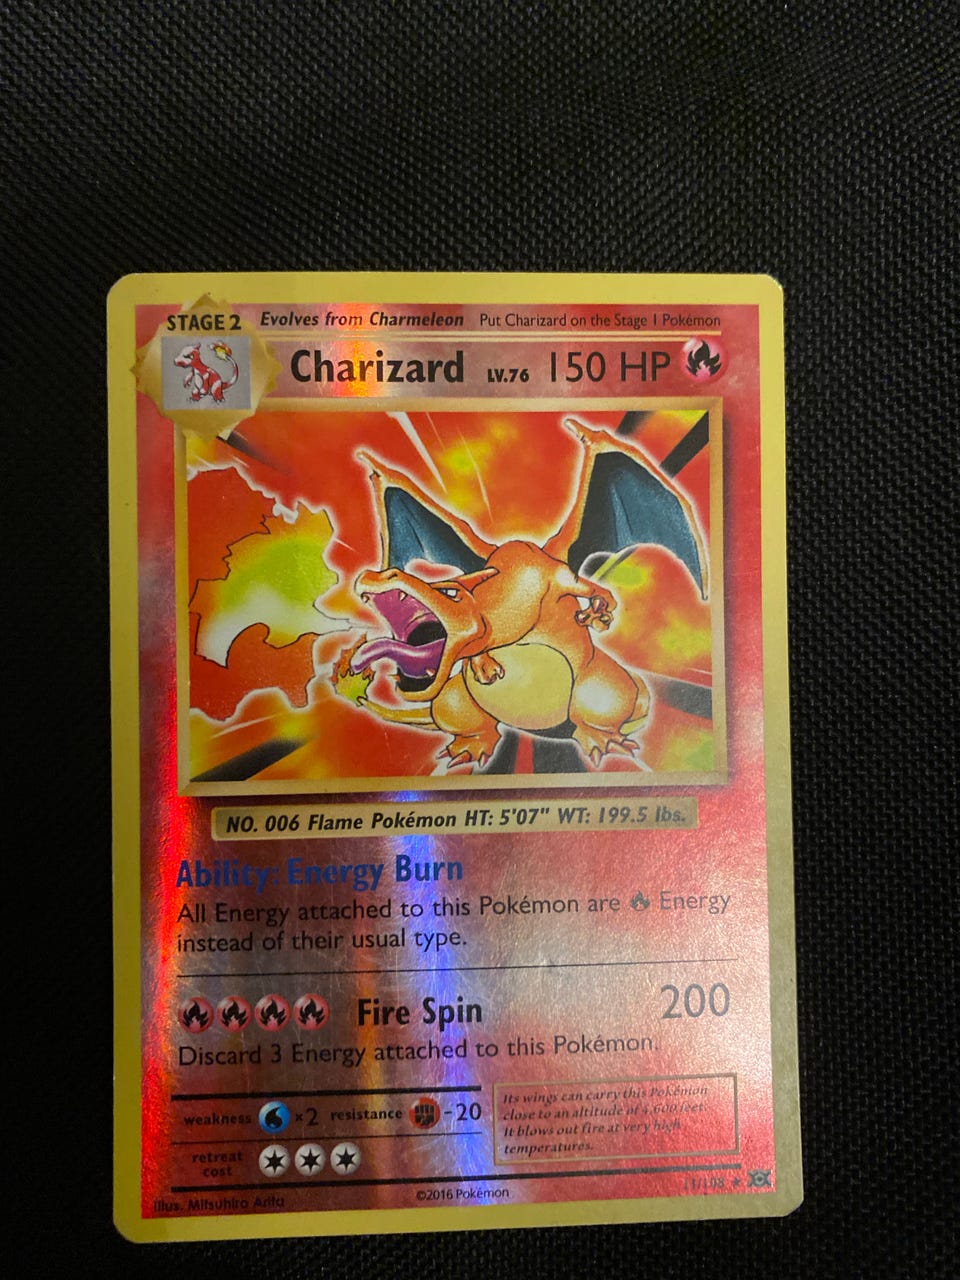 STAGE 2 Evolves from Charmeleon Put Charizard on the Stage 1 Pokémon
Charizard LV.76 150 HP
NO. 006 Flame Pokémon HT: 5'07" WT: 199.5 lbs.
Ability: Energy Burn
All Energy attached to this Pokémon are Energy
instead of their usual type.
Fire Spin 200
Discard 3 Energy attached to this Pokémon.
weakness ×2 resistance -20
retreat
cost
Its wings can carry this Pokémon
close to an altitude of 4,600 feet.
It blows out fire at very high
temperatures.
Illus. Mitsuhiro Arita
©2016 Pokémon
11/108